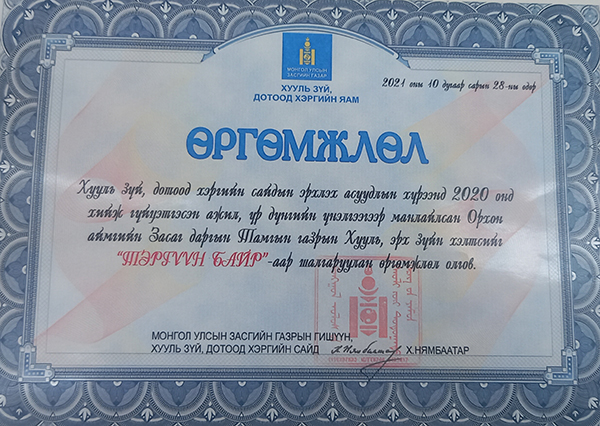 МОНГОЛ УЛСЫН
ЗАСГИЙН ГАЗАР
ХУУЛЬ ЗҮЙ,
ДОТООД ХЭРГИЙН ЯАМ
2021 оны 10 дугаар сарын 28-ны өдөр
ӨРГӨМЖЛӨЛ
Хууль зүй, дотоод хэргийн сайдын эрхлэх асуудлын хүрээнд 2020 онд
хийж гүйцэтгэсэн ажил, үр дүнгийн үнэлгээгээр манлайлсан Орхон
аймгийн Засаг даргын Тамгын газрын Хууль, эрх зүйн хэлтсийг
"ТЭРГҮҮН БАЙР"-аар шалгаруулан өргөмжлөл олгов.
МОНГОЛ УЛСЫН ЗАСГИЙН ГАЗРЫН ГИШҮҮН,
ХУУЛЬ ЗҮЙ, ДОТООД ХЭРГИЙН САЙД Х.НЯМБААТАР